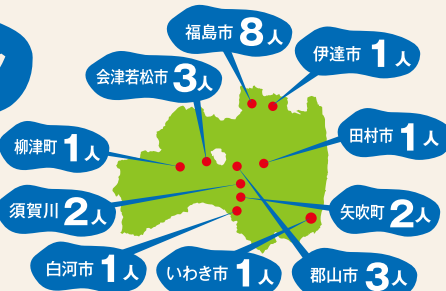 福島市8人
伊達市1人
会津若松市3人
田村市1人
柳津町1人
須賀川2人
矢吹町2人
白河市1人
いわき市1人
郡山市3人